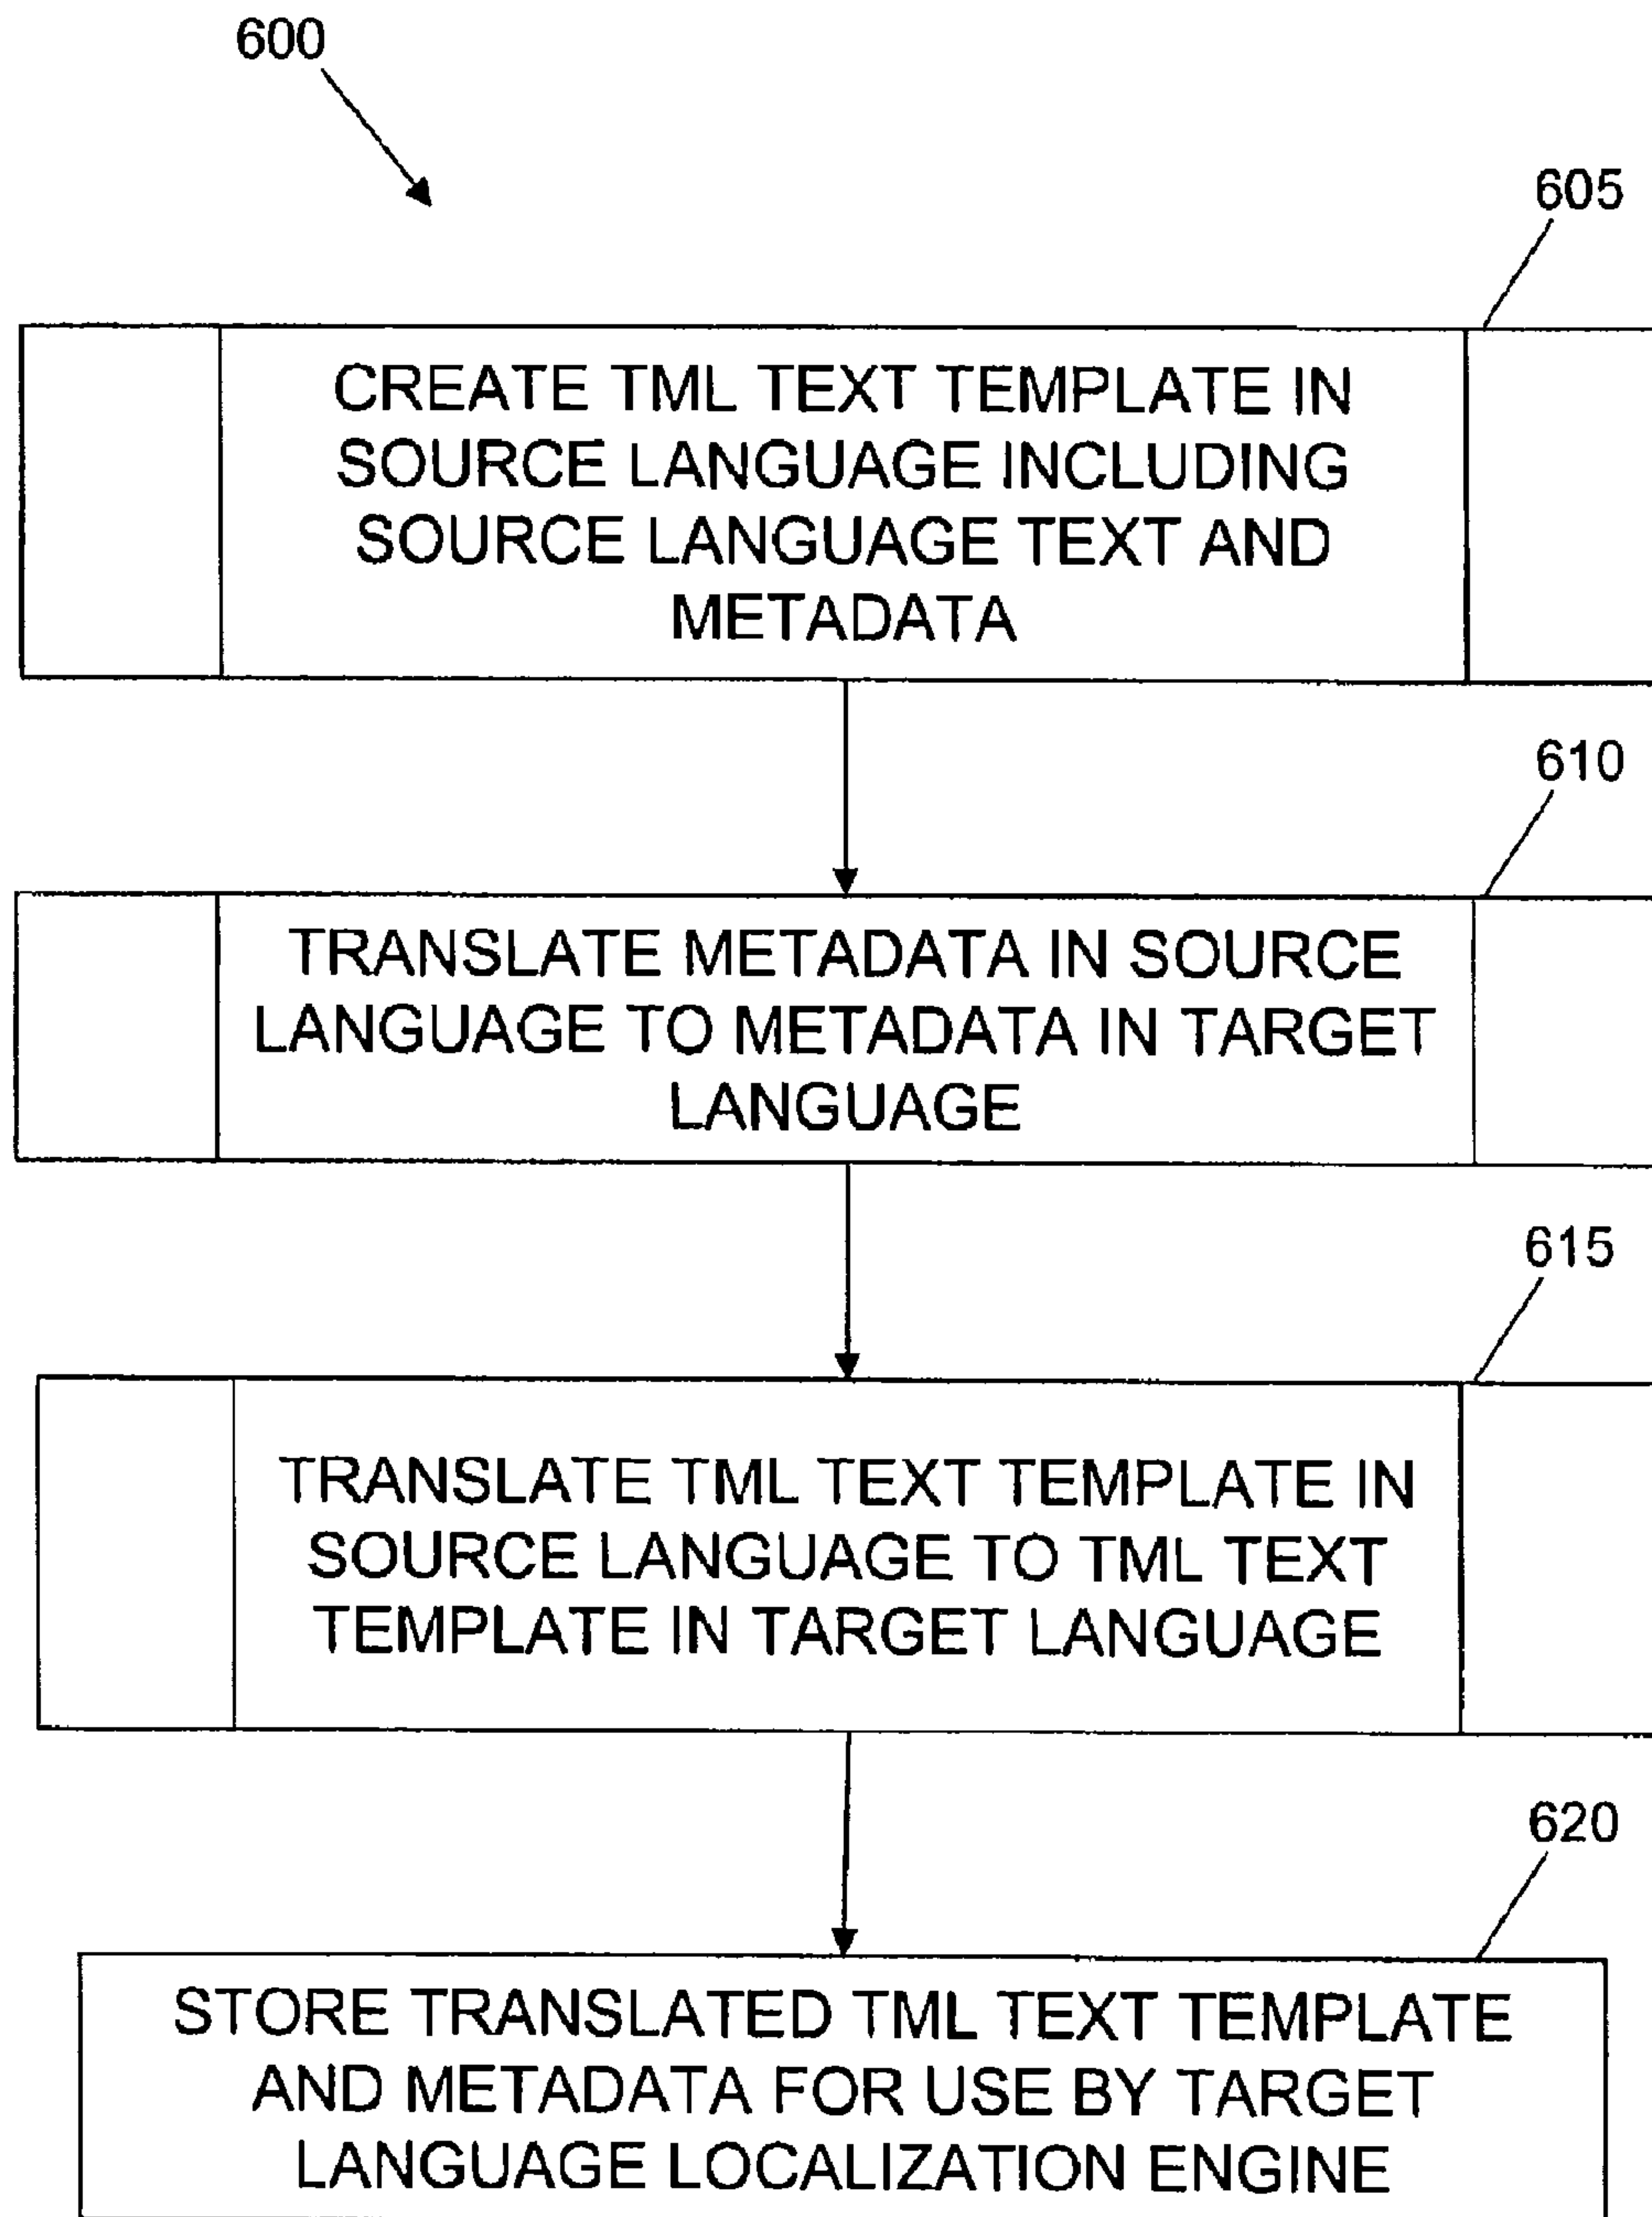 600
605
CREATE TML TEXT TEMPLATE IN
SOURCE LANGUAGE INCLUDING
SOURCE LANGUAGE TEXT AND
METADATA
610
TRANSLATE METADATA IN SOURCE
LANGUAGE TO METADATA IN TARGET
LANGUAGE
615
TRANSLATE TML TEXT TEMPLATE IN
SOURCE LANGUAGE TO TML TEXT
TEMPLATE IN TARGET LANGUAGE
620
STORE TRANSLATED TML TEXT TEMPLATE
AND METADATA FOR USE BY TARGET
LANGUAGE LOCALIZATION ENGINE